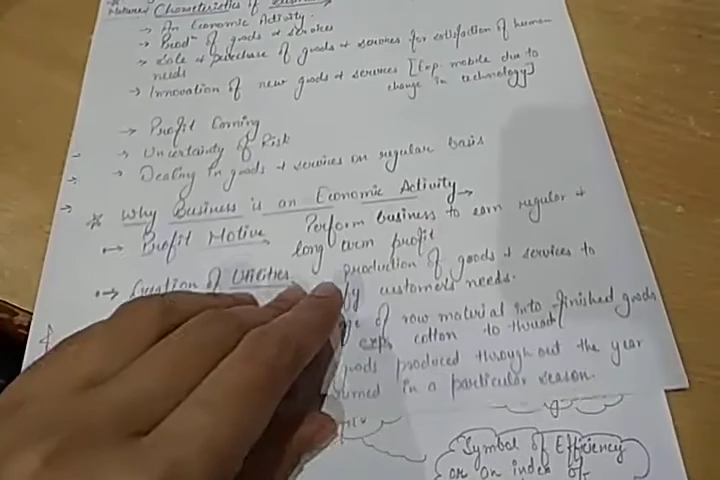 Nature & Characteristics of
→ An Economic Activity.
→ Prodⁿ of goods & services
→ Sale & purchase of goods & services for satisfaction of human
needs
→ Innovation of new goods & services [Exp. mobile due to
change in technology]
→ Profit Earning
→ Uncertainty of Risk
→ Dealing in goods & services on regular basis
* Why Business is an Economic Activity →
→ Profit Motive Perform business to earn regular &
long term profit
→ Creation of Utilities production of goods & services to
customers needs.
of raw material into finished goods
exp. cotton to thread
goods produced through out the year
in a particular season.
Symbol of Efficiency
or an index of